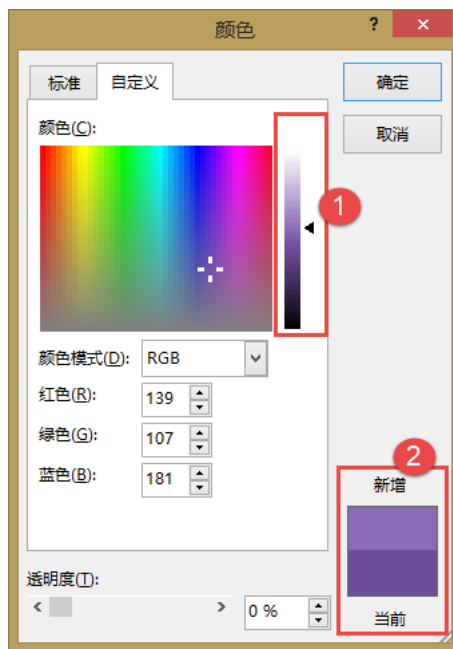 颜色 ?
标准 自定义
确定
取消
颜色(C):
1
颜色模式(D): RGB
红色(R): 139
绿色(G): 107
蓝色(B): 181
2
新增
当前
透明度(T):
0 %